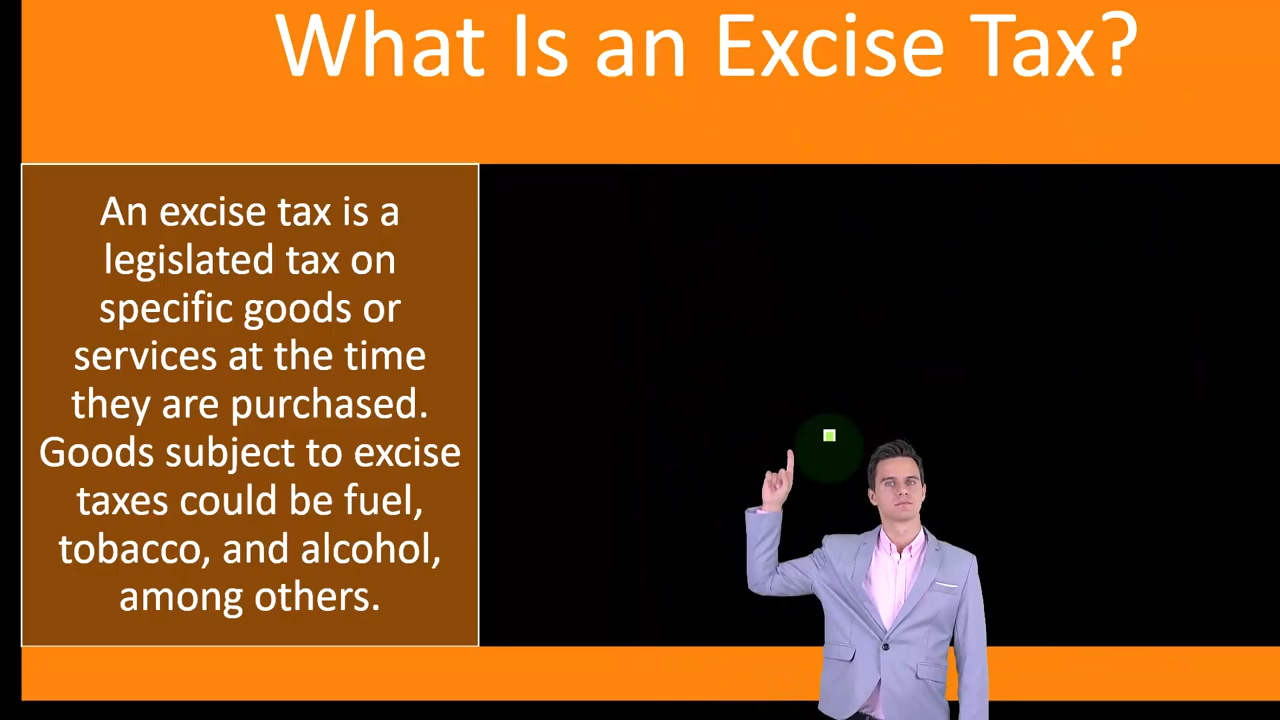 What Is an Excise Tax?
An excise tax is a
legislated tax on
specific goods or
services at the time
they are purchased.
Goods subject to excise
taxes could be fuel,
tobacco, and alcohol,
among others.